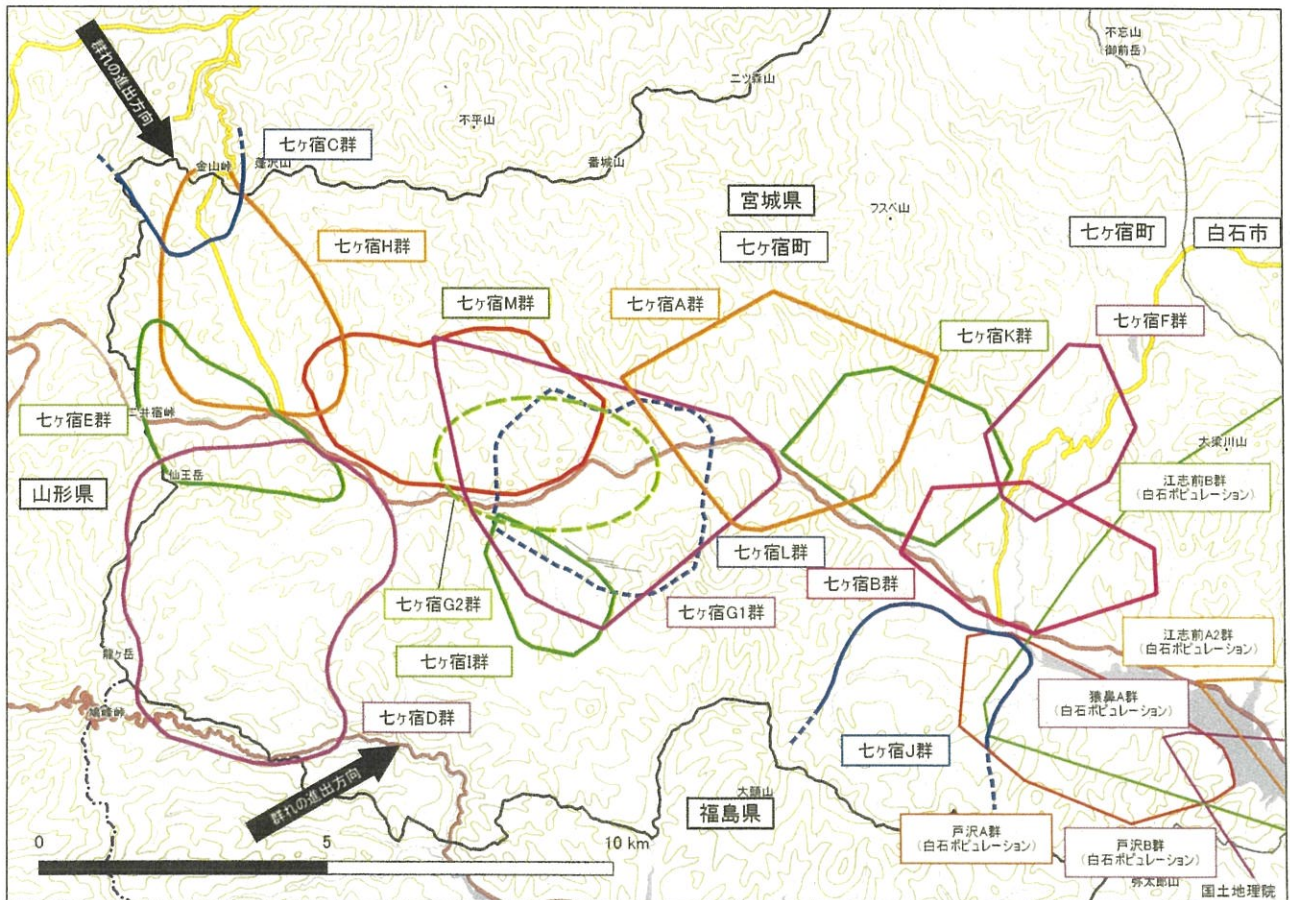 不忘山
(御前岳)
群れの進出方向
二ツ森山
不平山
七ヶ宿C群
金山峠
蓬沢山
番城山
宮城県
フスベ山
七ヶ宿町
七ヶ宿町
白石市
七ヶ宿H群
七ヶ宿M群
七ヶ宿A群
七ヶ宿K群
七ヶ宿F群
七ヶ宿E群
二井宿峠
大梁川山
仙王岳
山形県
江志前B群
(白石ポピュレーション)
七ヶ宿L群
七ヶ宿B群
七ヶ宿G2群
七ヶ宿G1群
江志前A2群
(白石ポピュレーション)
龍ヶ岳
七ヶ宿I群
猿鼻A群
(白石ポピュレーション)
鳩峰峠
七ヶ宿D群
七ヶ宿J群
群れの進出方向
大頭山
福島県
戸沢A群
(白石ポピュレーション)
戸沢B群
(白石ポピュレーション)
0
5
10 km
弥太郎山
国土地理院